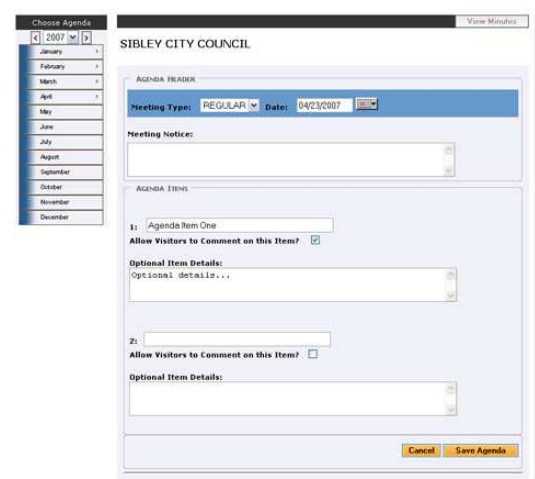 Choose Agenda
< 2007 >
January
February
March
April
May
June
July
August
September
October
November
December
View Minutes
SIBLEY CITY COUNCIL
AGENDA HEADER
Meeting Type: REGULAR Date: 04/23/2007
Meeting Notice:
AGENDA ITEMS
1: Agenda Item One
Allow Visitors to Comment on this Item?
Optional Item Details:
Optional details...
2:
Allow Visitors to Comment on this Item?
Optional Item Details:
Cancel Save Agenda